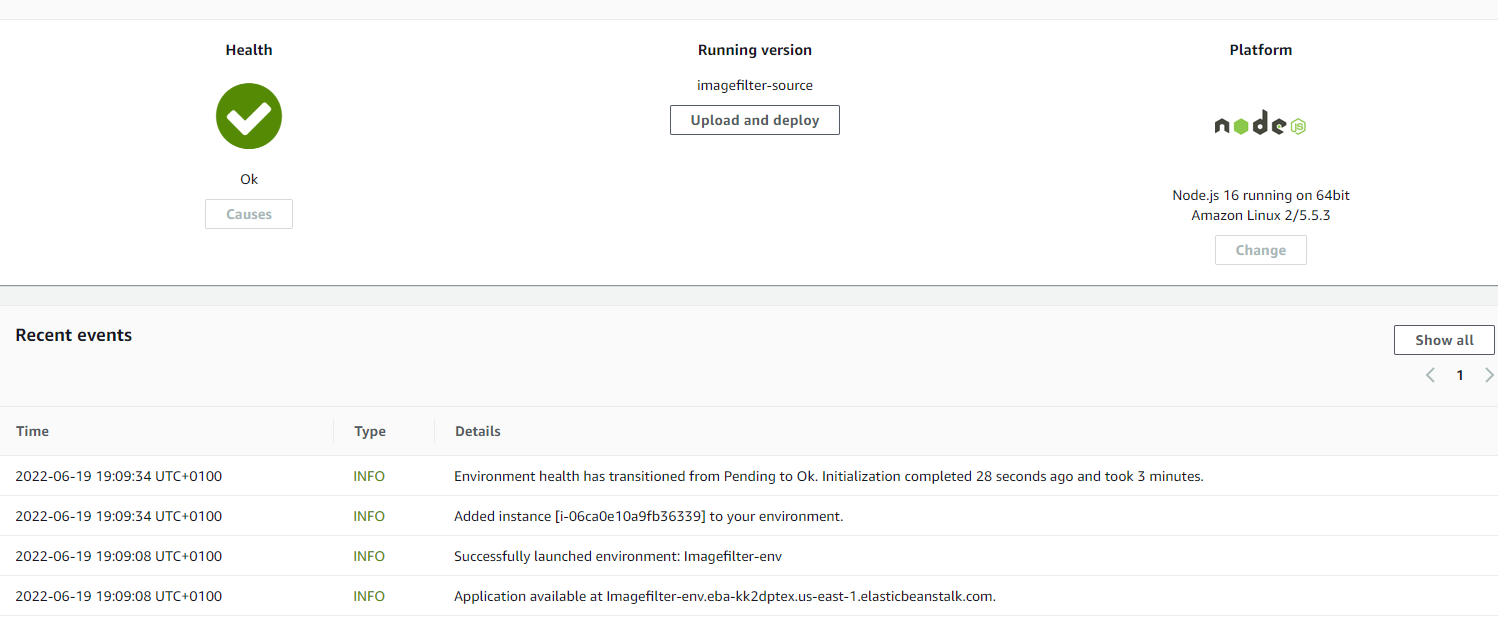 Health
Running version
Platform
imagefilter-source
Upload and deploy
node
JS
Ok
Causes
Node.js 16 running on 64bit
Amazon Linux 2/5.5.3
Change
Recent events
Show all
1
Time Type Details
2022-06-19 19:09:34 UTC+0100 INFO Environment health has transitioned from Pending to Ok. Initialization completed 28 seconds ago and took 3 minutes.
2022-06-19 19:09:34 UTC+0100 INFO Added instance [i-06ca0e10a9fb36339] to your environment.
2022-06-19 19:09:08 UTC+0100 INFO Successfully launched environment: Imagefilter-env
2022-06-19 19:09:08 UTC+0100 INFO Application available at Imagefilter-env.eba-kk2dptex.us-east-1.elasticbeanstalk.com.